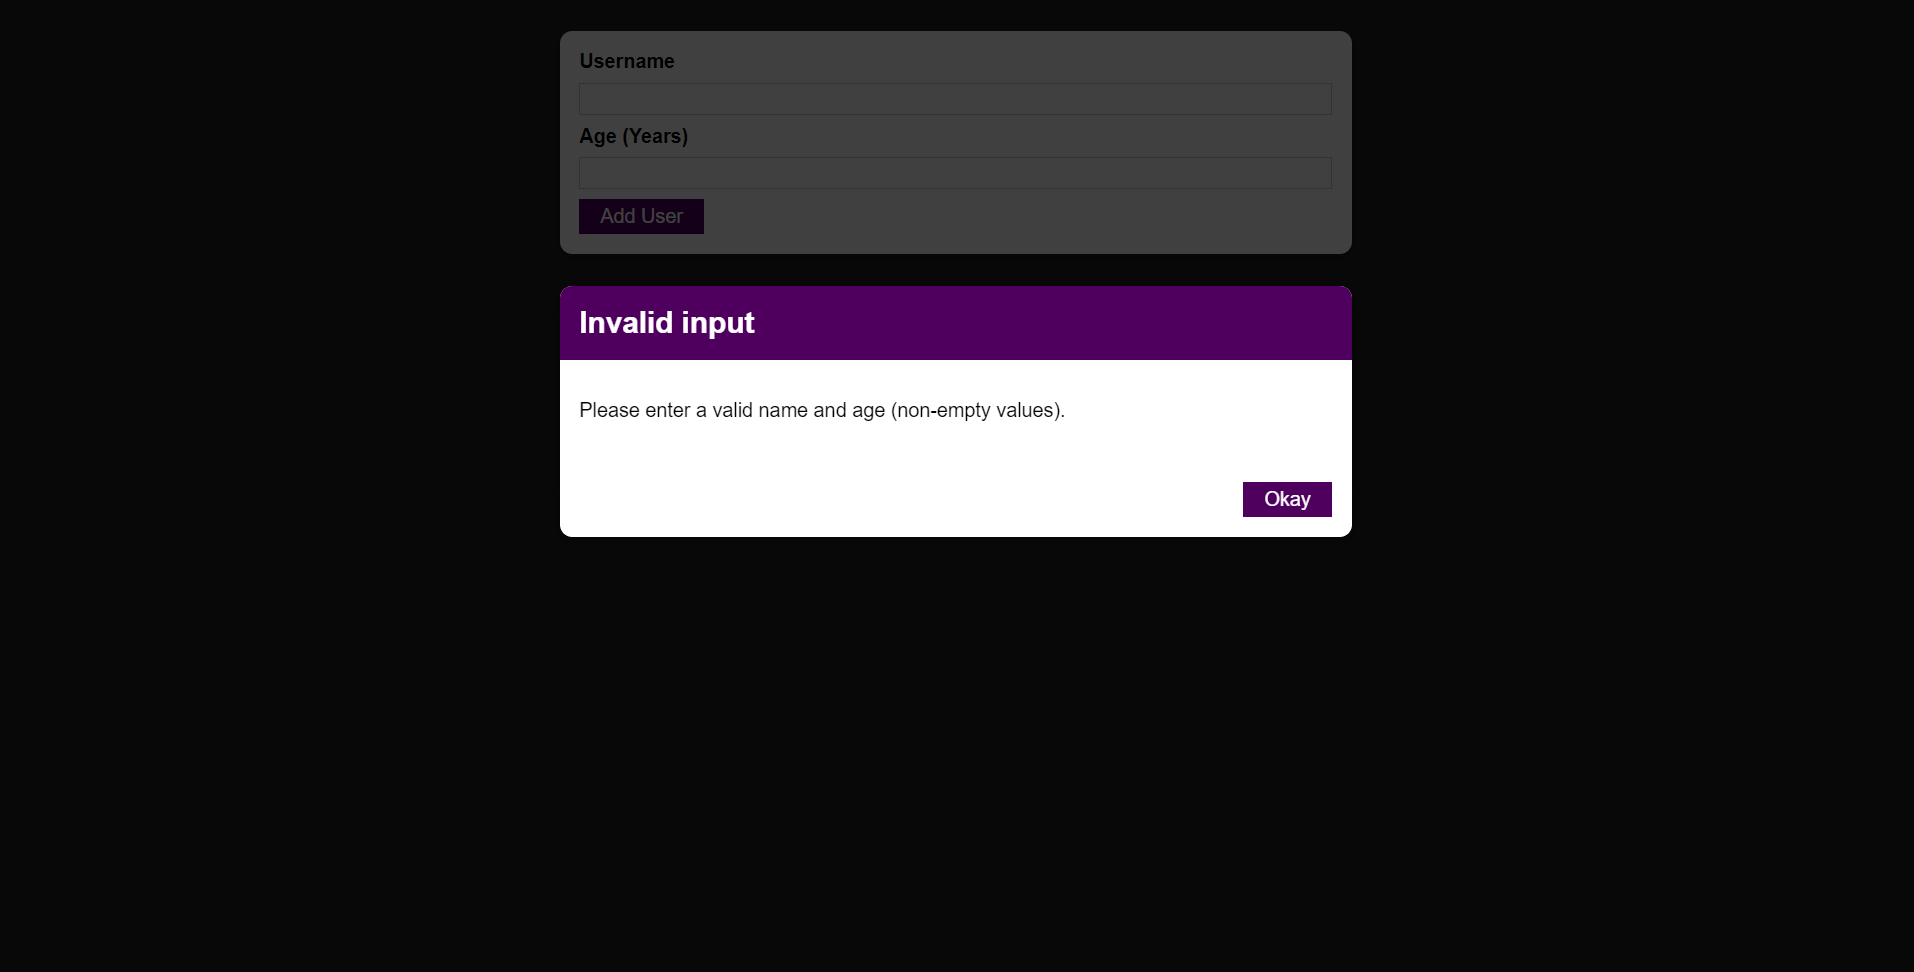 Username
Age (Years)
Add User
Invalid input
Please enter a valid name and age (non-empty values).
Okay